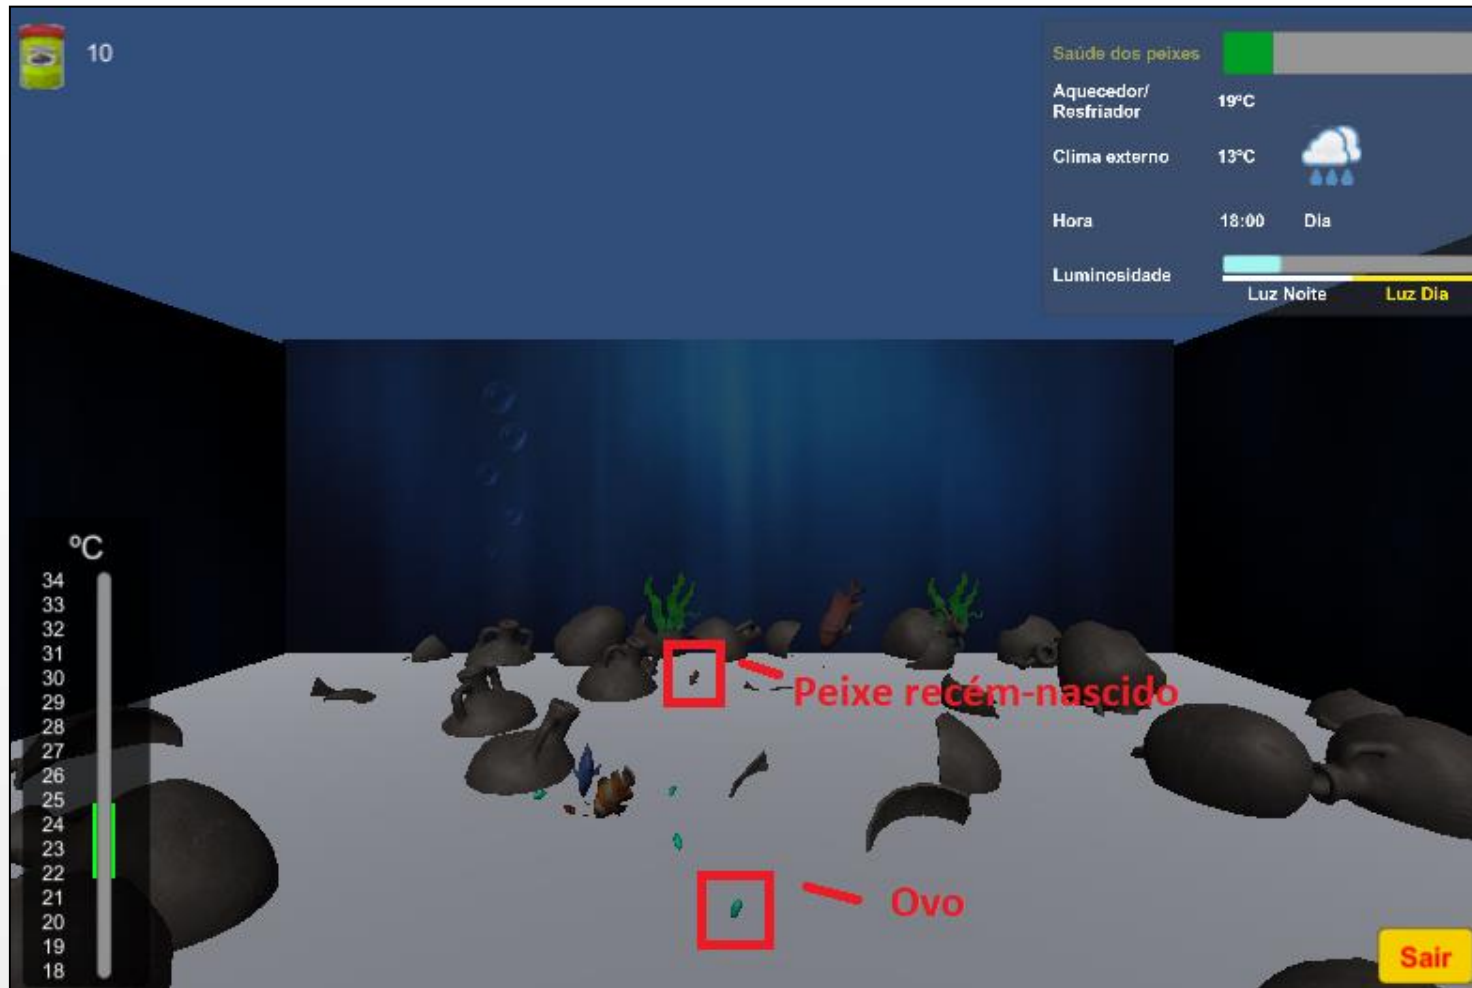 10
Saúde dos peixes
Aquecedor/
Resfriador
19°C
Clima externo
13°C
Hora
18:00
Dia
Luminosidade
Luz Noite
Luz Dia
ºC
34
33
32
31
30
29
28
27
26
25
24
23
22
21
20
19
18
Peixe recém-nascido
Ovo
Sair